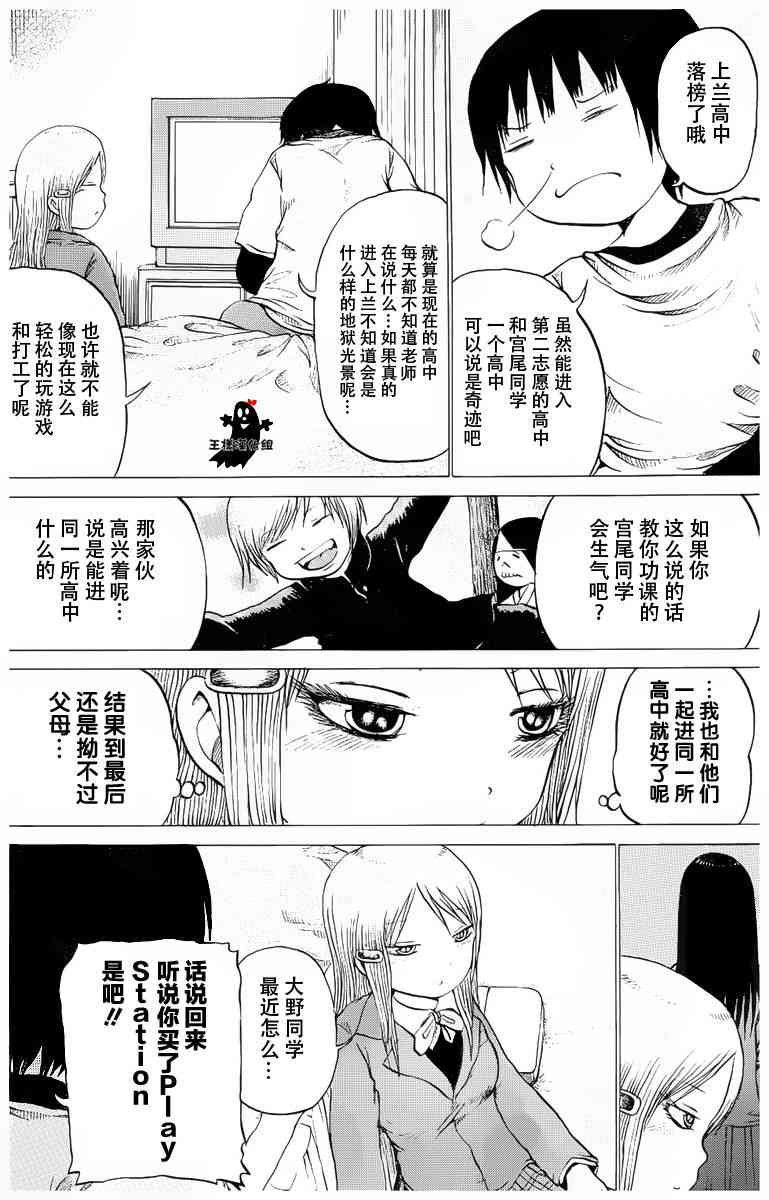 上兰高中
落榜了哦
虽然能进入
第二志愿的高中
和宫尾同学
一个高中
可以说是奇迹吧
就算是现在的高中
每天都不知道老师
在说什么…如果真的
进入上兰不知道会是
什么样的地狱光景呢…
也许就不能
像现在这么
轻松的玩游戏
和打工了呢
如果你
这么说的话
教你功课的
宫尾同学
会生气吧?
那家伙
高兴着呢…
说是能进
同一所高中
什么的
…我也和他们
一起进同一所
高中就好了呢
结果到最后
还是拗不过
父母…
大野同学
最近怎么…
话说回来
听说你买了Play
Station
是吧!!